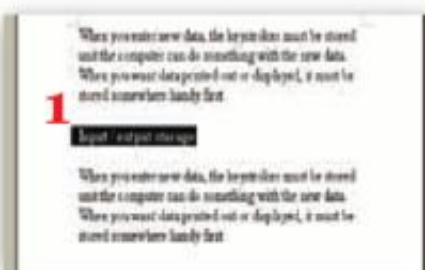 When you enter new data, the keystrokes must be stored
until the computer can do something with the new data.
When you want data printed out or displayed, it must be
stored somewhere handy first.
1
Input / output storage
When you enter new data, the keystrokes must be stored
until the computer can do something with the new data.
When you want data printed out or displayed, it must be
stored somewhere handy first.